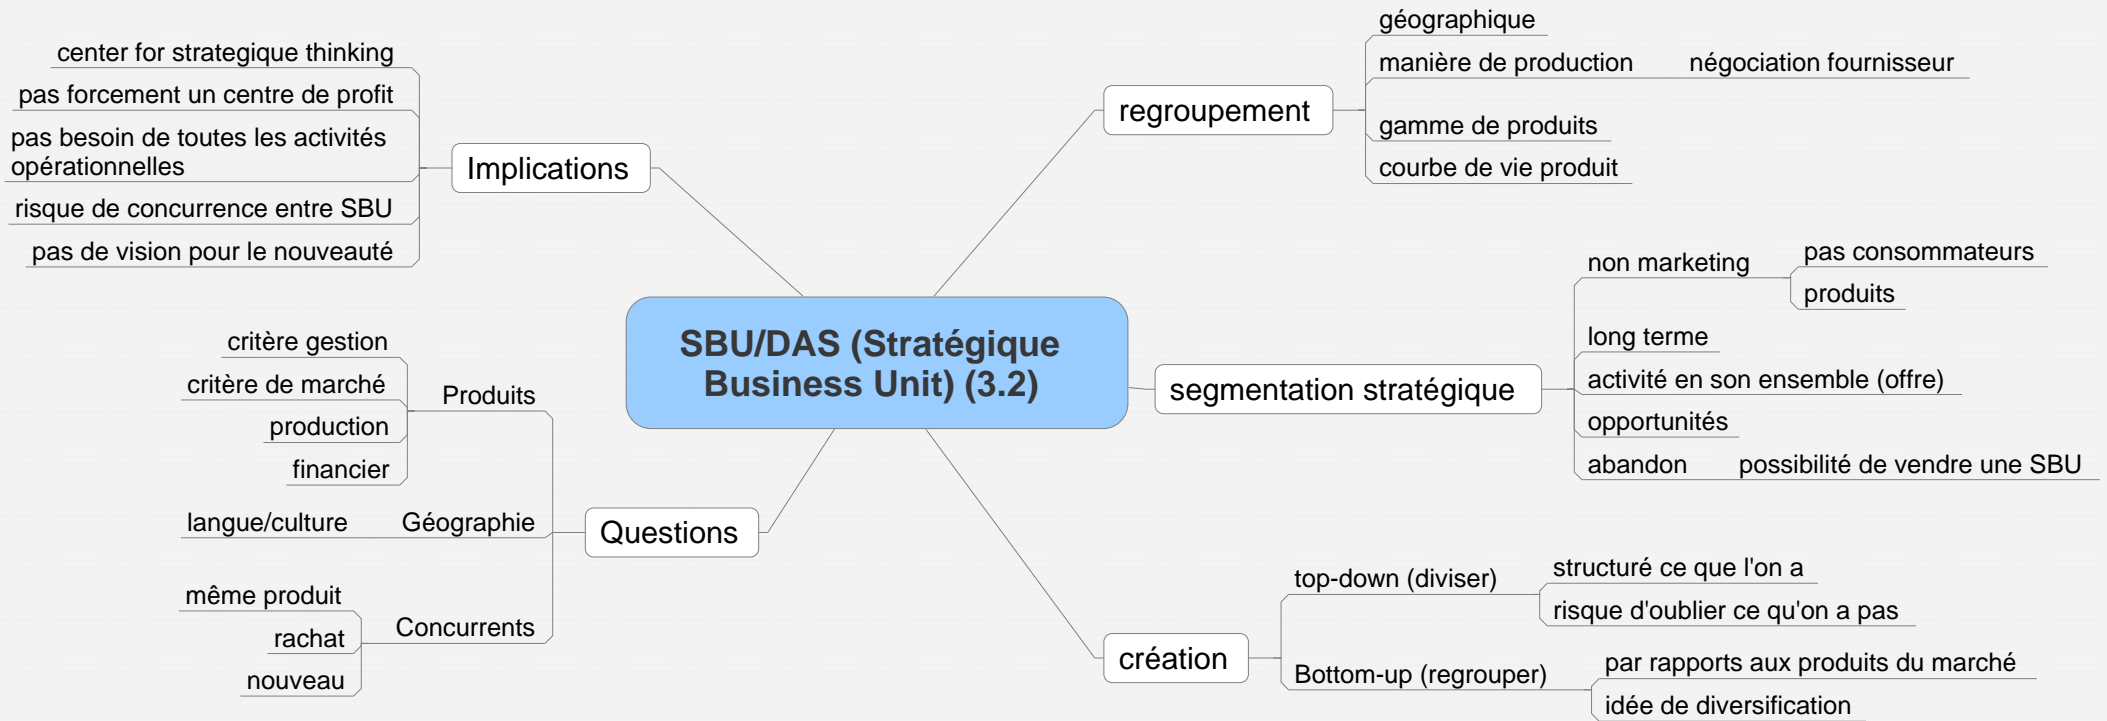 SBU/DAS (Stratégique
Business Unit) (3.2)
Implications
center for strategique thinking
pas forcement un centre de profit
pas besoin de toutes les activités
opérationnelles
risque de concurrence entre SBU
pas de vision pour le nouveauté
Questions
Produits
critère gestion
critère de marché
production
financier
Géographie
langue/culture
Concurrents
même produit
rachat
nouveau
regroupement
géographique
manière de production
négociation fournisseur
gamme de produits
courbe de vie produit
segmentation stratégique
non marketing
pas consommateurs
produits
long terme
activité en son ensemble (offre)
opportunités
abandon
possibilité de vendre une SBU
création
top-down (diviser)
structuré ce que l'on a
risque d'oublier ce qu'on a pas
Bottom-up (regrouper)
par rapports aux produits du marché
idée de diversification